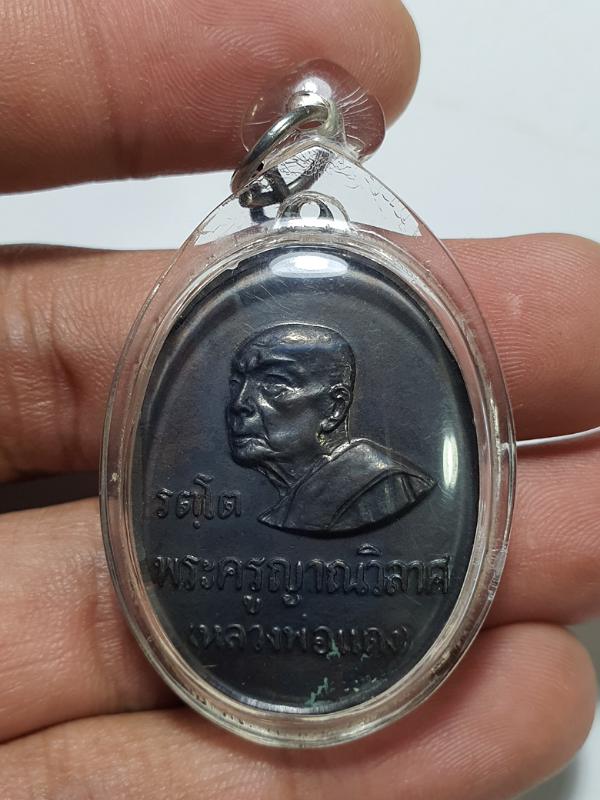 รตฺโต
พระครูญาณวิลาศ
(หลวงพ่อแดง)